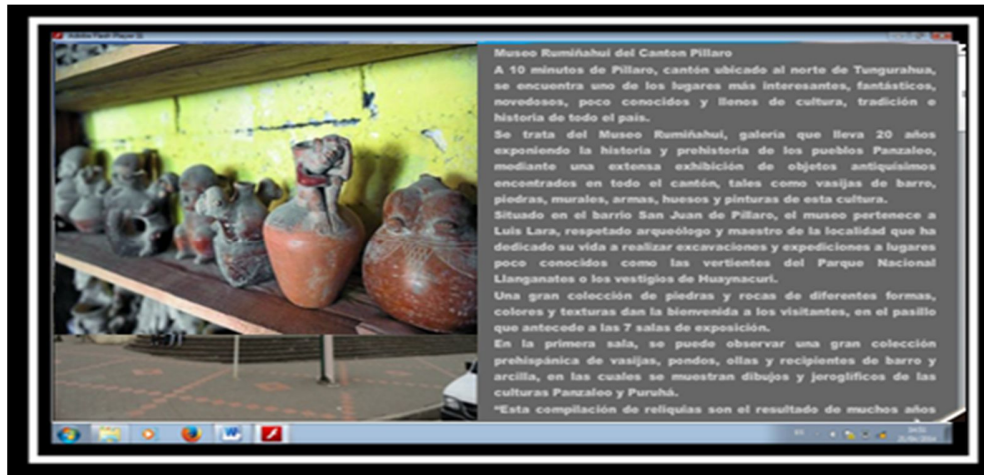 Adobe Flash Player 11
Museo Rumiñahui del Canton Pillaro
A 10 minutos de Píllaro, cantón ubicado al norte de Tungurahua,
se encuentra uno de los lugares más interesantes, fantásticos,
novedosos, poco conocidos y llenos de cultura, tradición e
historia de todo el país.
Se trata del Museo Rumiñahui, galería que lleva 20 años
exponiendo la historia y prehistoria de los pueblos Panzaleo,
mediante una extensa exhibición de objetos antiquísimos
encontrados en todo el cantón, tales como vasijas de barro,
piedras, murales, armas, huesos y pinturas de esta cultura.
Situado en el barrio San Juan de Píllaro, el museo pertenece a
Luis Lara, respetado arqueólogo y maestro de la localidad que ha
dedicado su vida a realizar excavaciones y expediciones a lugares
poco conocidos como las vertientes del Parque Nacional
Llanganates o los vestigios de Huaynacuri.
Una gran colección de piedras y rocas de diferentes formas,
colores y texturas dan la bienvenida a los visitantes, en el pasillo
que antecede a las 7 salas de exposición.
En la primera sala, se puede observar una gran colección
prehispánica de vasijas, pondos, ollas y recipientes de barro y
arcilla, en las cuales se muestran dibujos y jeroglíficos de las
culturas Panzaleo y Puruhá.
“Esta compilación de reliquias son el resultado de muchos años
ES